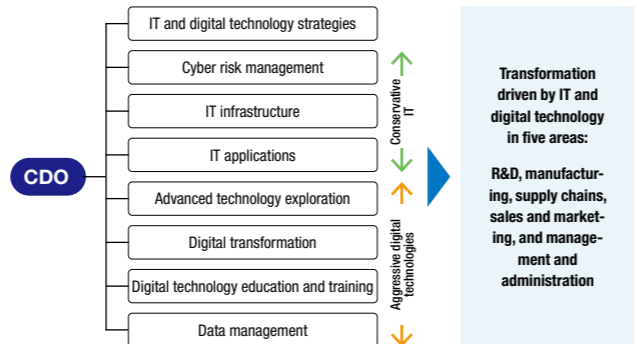 IT and digital technology strategies
Cyber risk management
IT infrastructure
IT applications
CDO
Advanced technology exploration
Digital transformation
Digital technology education and training
Data management
Conservative
IT
Aggressive digital
technologies
Transformation
driven by IT and
digital technology
in five areas:
R&D, manufactur-
ing, supply chains,
sales and market-
ing, and manage-
ment and
administration